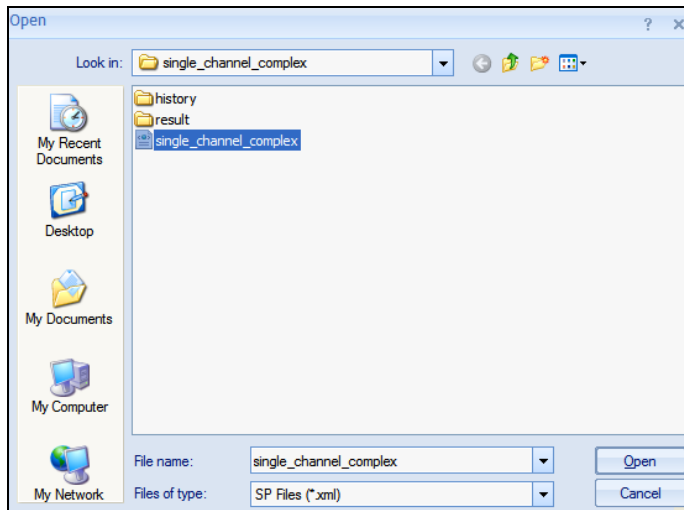 Open
Look in:
single_channel_complex
history
result
single_channel_complex
My Recent
Documents
Desktop
My Documents
My Computer
My Network
File name:
single_channel_complex
Open
Files of type:
SP Files (*.xml)
Cancel